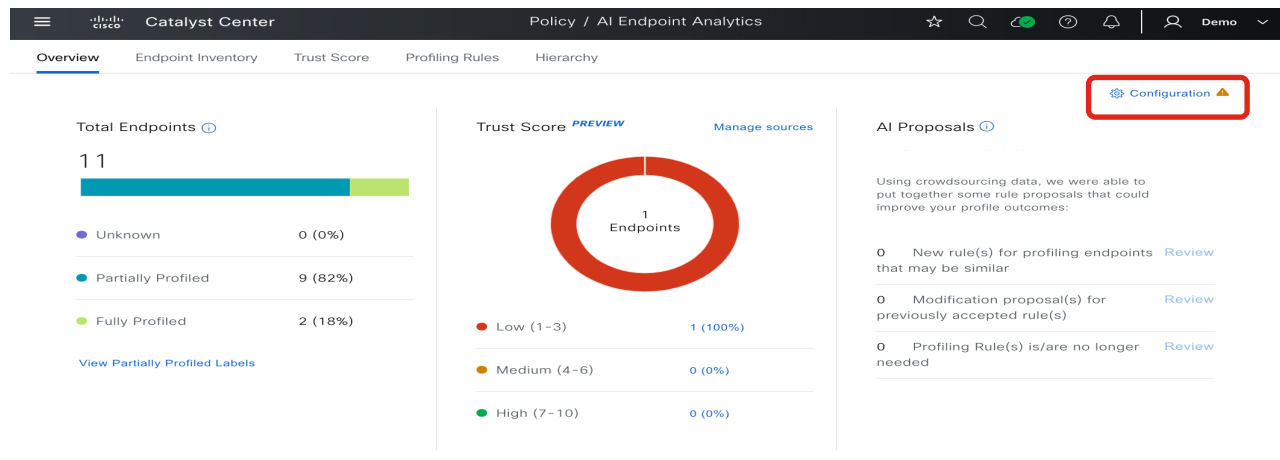 cisco Catalyst Center Policy / AI Endpoint Analytics Demo
Overview Endpoint Inventory Trust Score Profiling Rules Hierarchy
Configuration
Total Endpoints
11
Unknown 0 (0%)
Partially Profiled 9 (82%)
Fully Profiled 2 (18%)
View Partially Profiled Labels
Trust Score PREVIEW Manage sources
1
Endpoints
Low (1-3) 1 (100%)
Medium (4-6) 0 (0%)
High (7-10) 0 (0%)
AI Proposals
Using crowdsourcing data, we were able to
put together some rule proposals that could
improve your profile outcomes:
0 New rule(s) for profiling endpoints Review
that may be similar
0 Modification proposal(s) for Review
previously accepted rule(s)
0 Profiling Rule(s) is/are no longer Review
needed